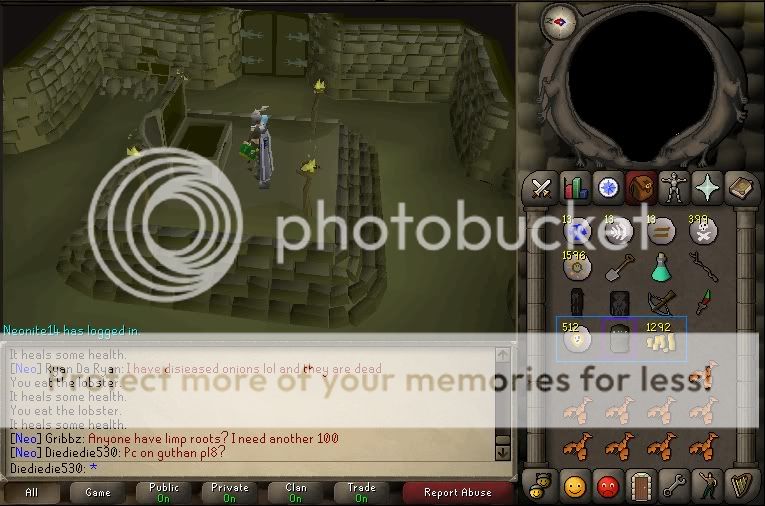 13 13 13 399
1596
photobucket
Neonite14 has logged in.
512 1292
It heals some health.
[Neo] Ryan Da Ryan: I have disieased onions lol and they are dead
You eat the lobster.
Protect more of your memories for less!
It heals some health.
You eat the lobster.
It heals some health.
[Neo] Gribbz: Anyone have limp roots? I need another 100
[Neo] Diediedie530: Pc on guthan pl8?
Diediedie530: *
All Game Public On Private On Clan On Trade On Report Abuse